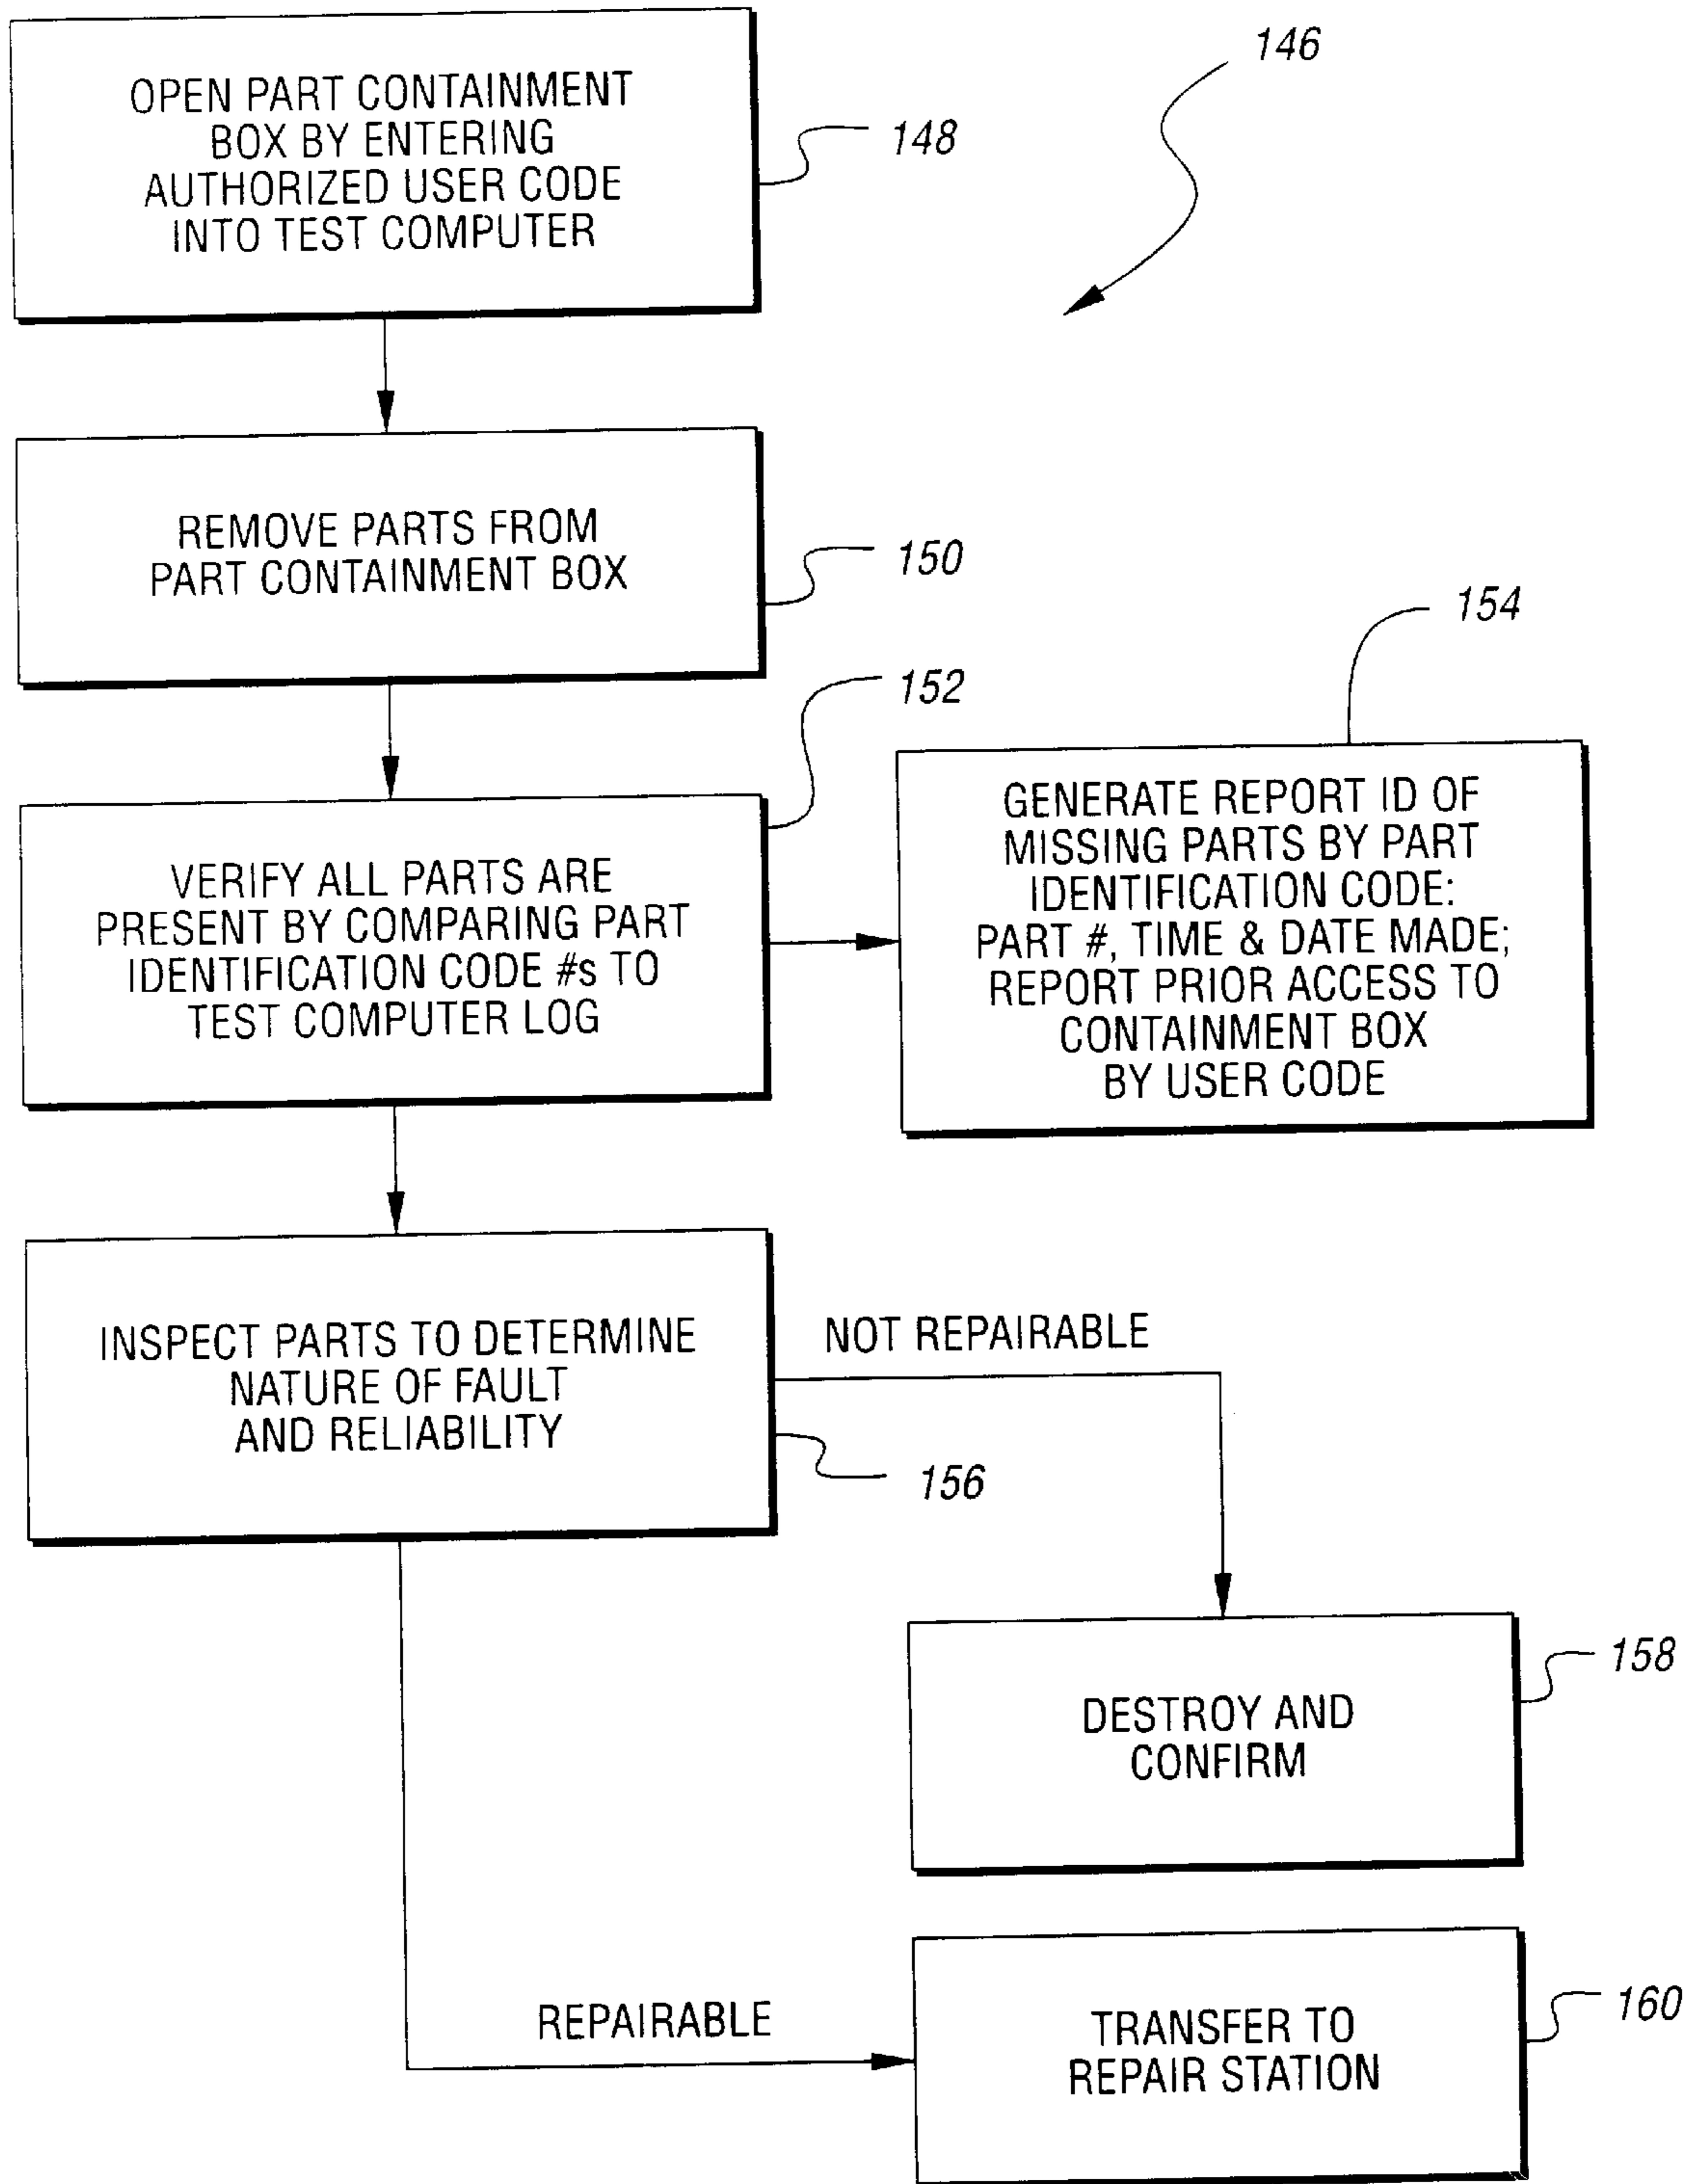 146
OPEN PART CONTAINMENT
BOX BY ENTERING
AUTHORIZED USER CODE
INTO TEST COMPUTER
148
REMOVE PARTS FROM
PART CONTAINMENT BOX
150
152
VERIFY ALL PARTS ARE
PRESENT BY COMPARING PART
IDENTIFICATION CODE #s TO
TEST COMPUTER LOG
154
GENERATE REPORT ID OF
MISSING PARTS BY PART
IDENTIFICATION CODE:
PART #, TIME & DATE MADE;
REPORT PRIOR ACCESS TO
CONTAINMENT BOX
BY USER CODE
INSPECT PARTS TO DETERMINE
NATURE OF FAULT
AND RELIABILITY
156
NOT REPAIRABLE
DESTROY AND
CONFIRM
158
REPAIRABLE
TRANSFER TO
REPAIR STATION
160